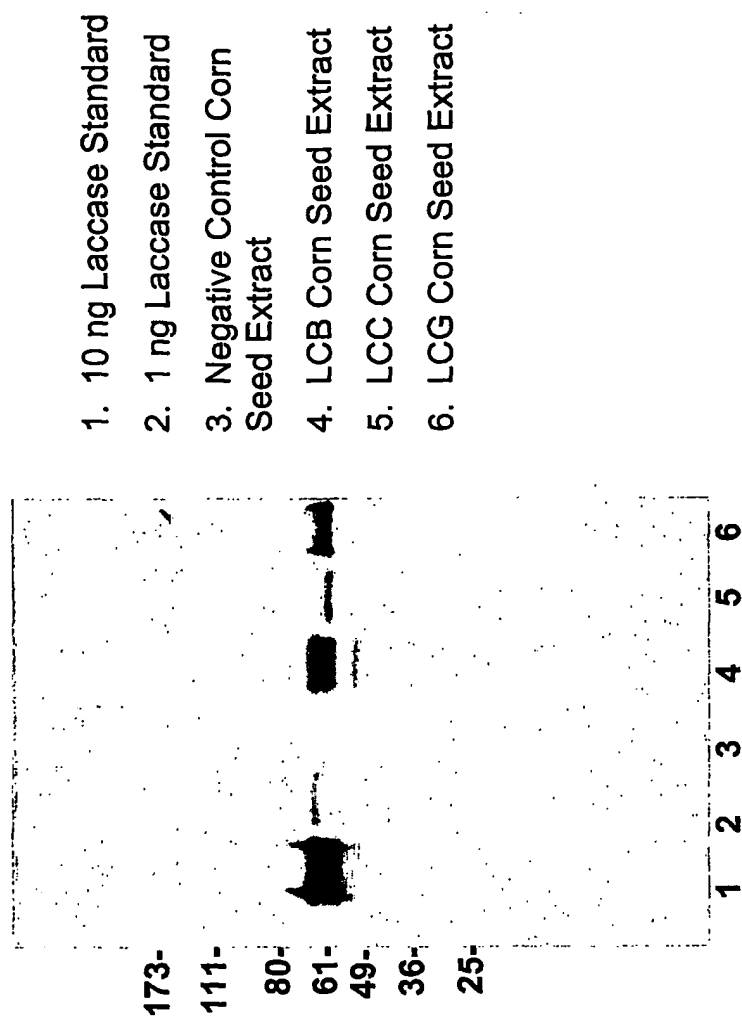 1. 10 ng Laccase Standard
2. 1 ng Laccase Standard
3. Negative Control Corn
Seed Extract
4. LCB Corn Seed Extract
5. LCC Corn Seed Extract
6. LCG Corn Seed Extract
173-
111-
80-
61-
49-
36-
25-
1 2 3 4 5 6